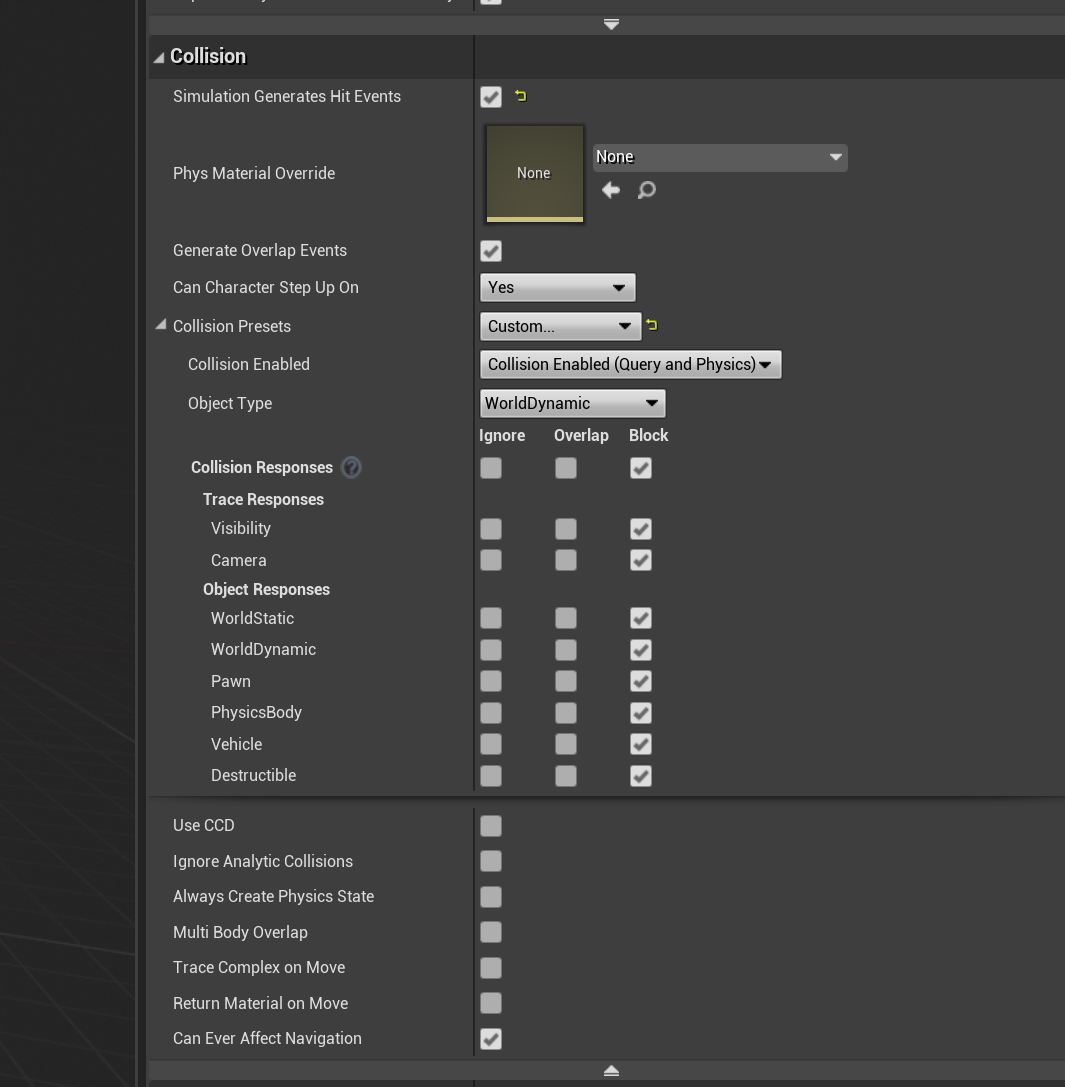 Collision
Simulation Generates Hit Events
Phys Material Override
None
None
Generate Overlap Events
Can Character Step Up On
Yes
Collision Presets
Custom...
Collision Enabled
Collision Enabled (Query and Physics)
Object Type
WorldDynamic
Ignore Overlap Block
Collision Responses ?
Trace Responses
Visibility
Camera
Object Responses
WorldStatic
WorldDynamic
Pawn
PhysicsBody
Vehicle
Destructible
Use CCD
Ignore Analytic Collisions
Always Create Physics State
Multi Body Overlap
Trace Complex on Move
Return Material on Move
Can Ever Affect Navigation